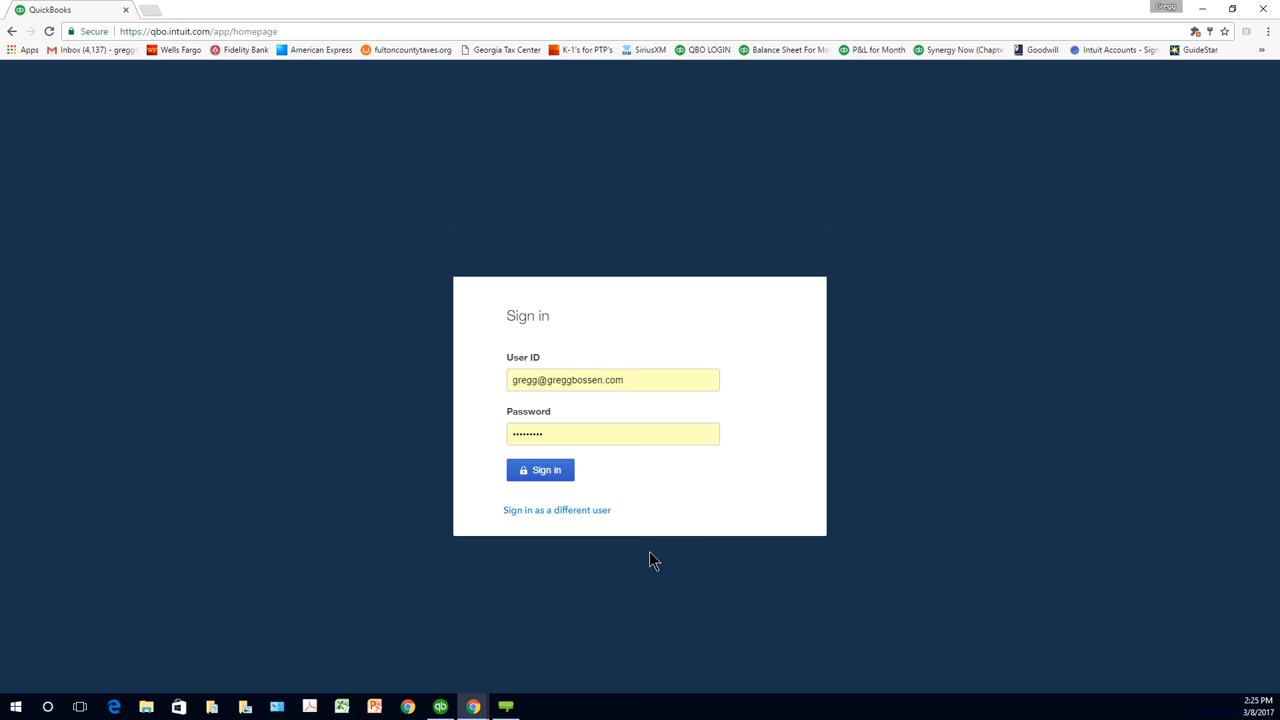 QuickBooks
Gregg
Secure
https://qbo.intuit.com/app/homepage
Apps
Inbox (4,137) - gregg
Wells Fargo
Fidelity Bank
American Express
fultoncountytaxes.org
Georgia Tax Center
K-1's for PTP's
SiriusXM
QBO LOGIN
Balance Sheet For Mo
P&L for Month
Synergy Now (Chapte
Goodwill
Intuit Accounts - Sign
GuideStar
Sign in
User ID
gregg@greggbossen.com
Password
Sign in
Sign in as a different user
2:25 PM
3/8/2017